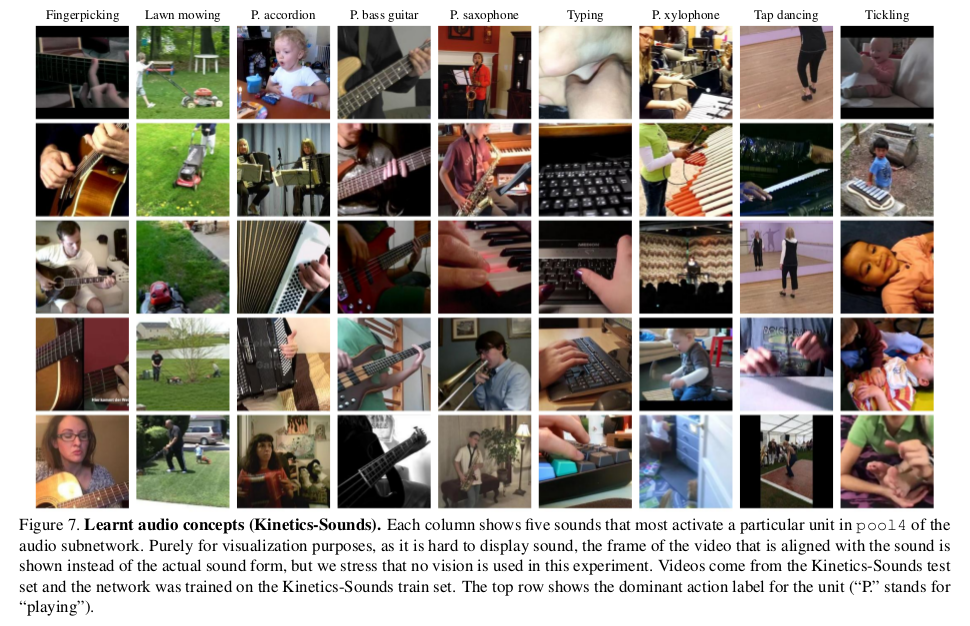 Fingerpicking Lawn mowing P. accordion P. bass guitar P. saxophone Typing P. xylophone Tap dancing Tickling
Figure 7. Learnt audio concepts (Kinetics-Sounds). Each column shows five sounds that most activate a particular unit in pool4 of the
audio subnetwork. Purely for visualization purposes, as it is hard to display sound, the frame of the video that is aligned with the sound is
shown instead of the actual sound form, but we stress that no vision is used in this experiment. Videos come from the Kinetics-Sounds test
set and the network was trained on the Kinetics-Sounds train set. The top row shows the dominant action label for the unit (“P.” stands for
“playing”).